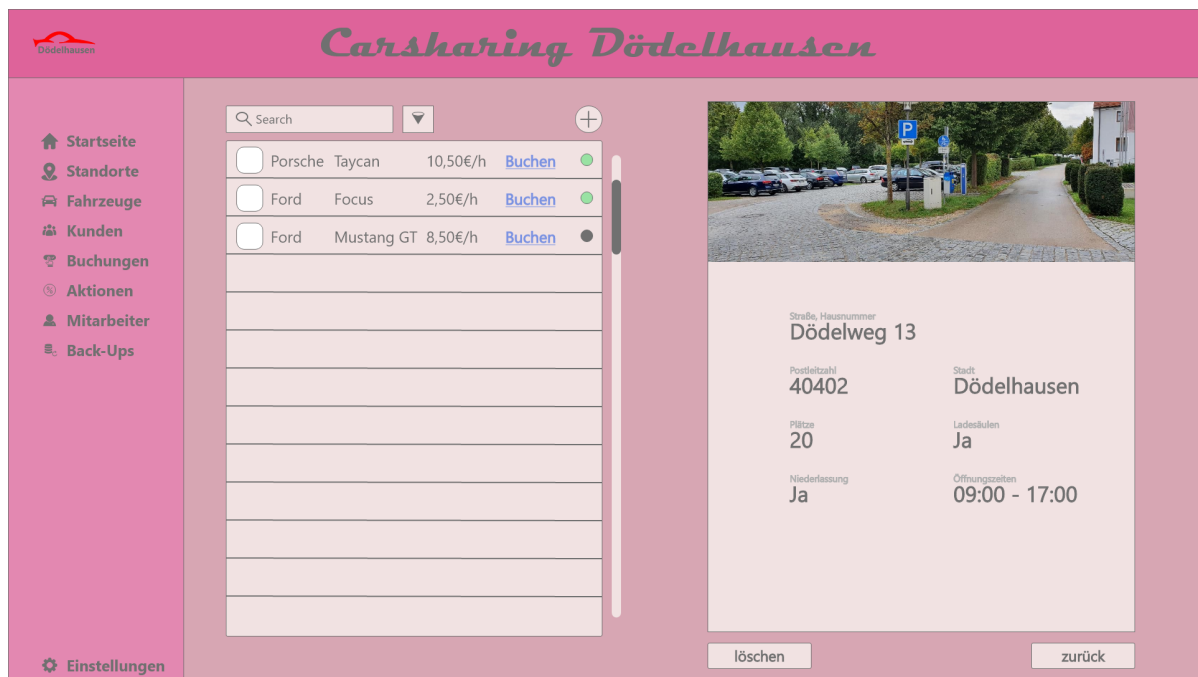 Dödelhausen
Carsharing Dödelhausen
Startseite
Standorte
Fahrzeuge
Kunden
Buchungen
Aktionen
Mitarbeiter
Back-Ups
Einstellungen
Search
Porsche Taycan 10,50€/h Buchen
Ford Focus 2,50€/h Buchen
Ford Mustang GT 8,50€/h Buchen
P
Straße, Hausnummer
Dödelweg 13
Postleitzahl Stadt
40402 Dödelhausen
Plätze Ladesäulen
20 Ja
Niederlassung Öffnungszeiten
Ja 09:00 - 17:00
löschen zurück